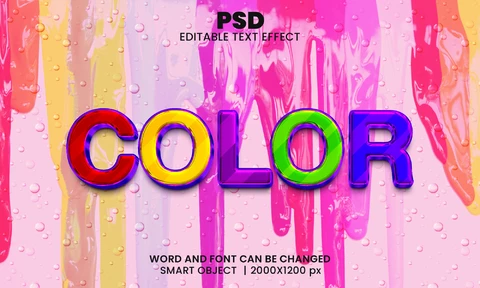 PSD
EDITABLE TEXT EFFECT
COLOR
WORD AND FONT CAN BE CHANGED
SMART OBJECT | 2000X1200 px